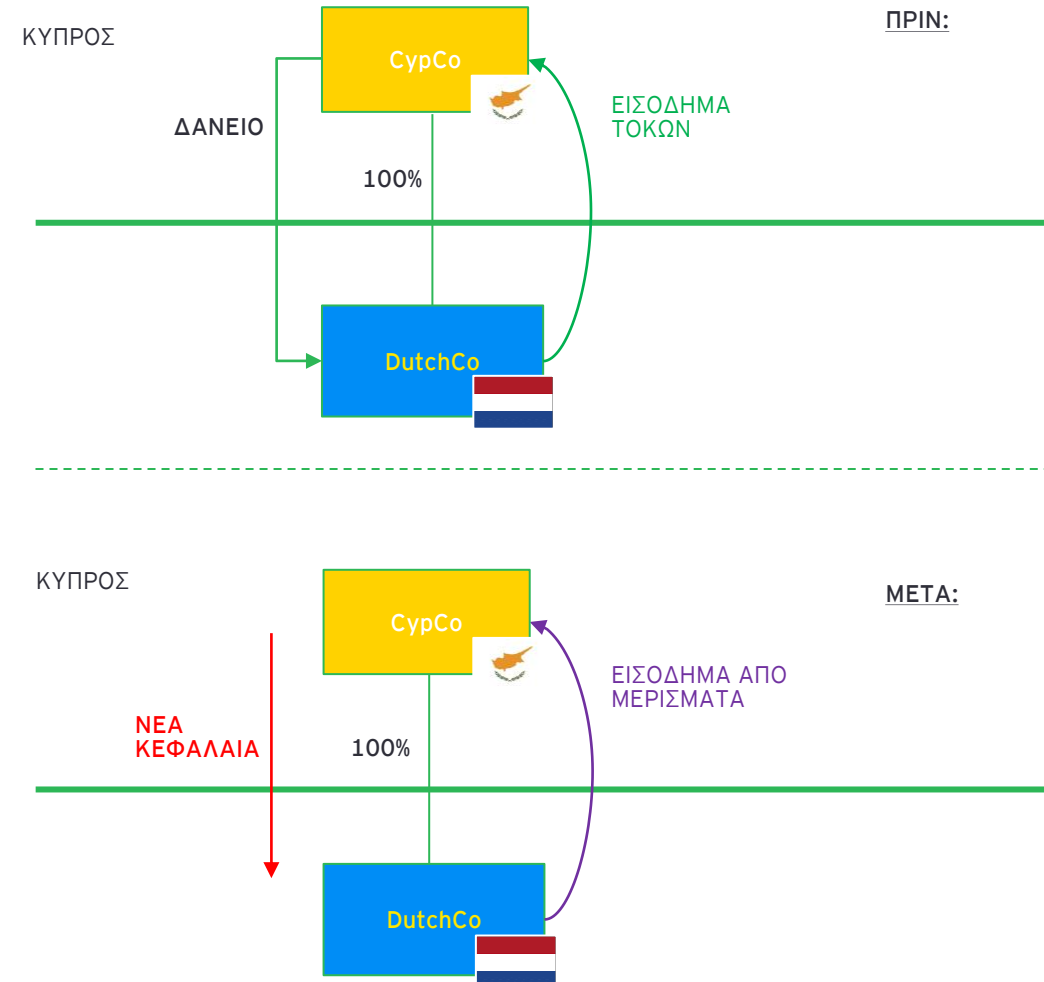 ΚΥΠΡΟΣ
CypCo
ΠΡΙΝ:
ΔΑΝΕΙΟ
ΕΙΣΟΔΗΜΑ
ΤΟΚΩΝ
100%
DutchCo
ΚΥΠΡΟΣ
CypCo
ΜΕΤΑ:
ΕΙΣΟΔΗΜΑ ΑΠΟ
ΜΕΡΙΣΜΑΤΑ
ΝΕΑ
ΚΕΦΑΛΑΙΑ
100%
DutchCo